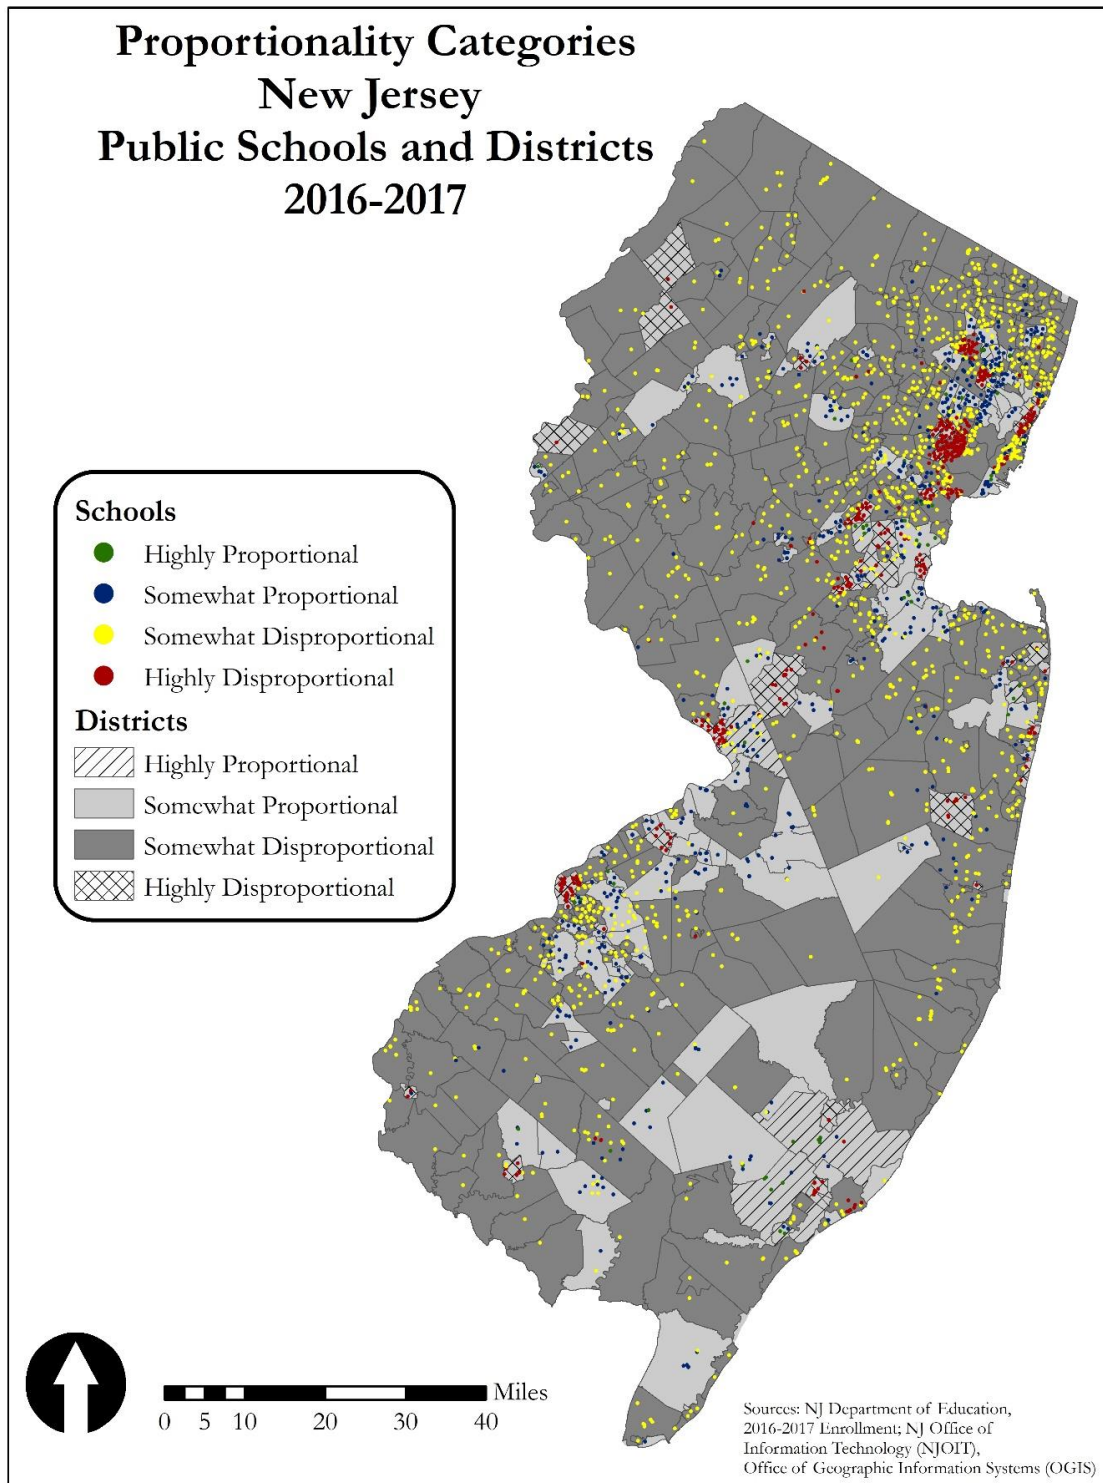 Proportionality Categories
New Jersey
Public Schools and Districts
2016-2017
Schools
Highly Proportional
Somewhat Proportional
Somewhat Disproportional
Highly Disproportional
Districts
Highly Proportional
Somewhat Proportional
Somewhat Disproportional
Highly Disproportional
Miles
0 5 10 20 30 40
Sources: NJ Department of Education,
2016-2017 Enrollment; NJ Office of
Information Technology (NJOIT),
Office of Geographic Information Systems (OGIS)